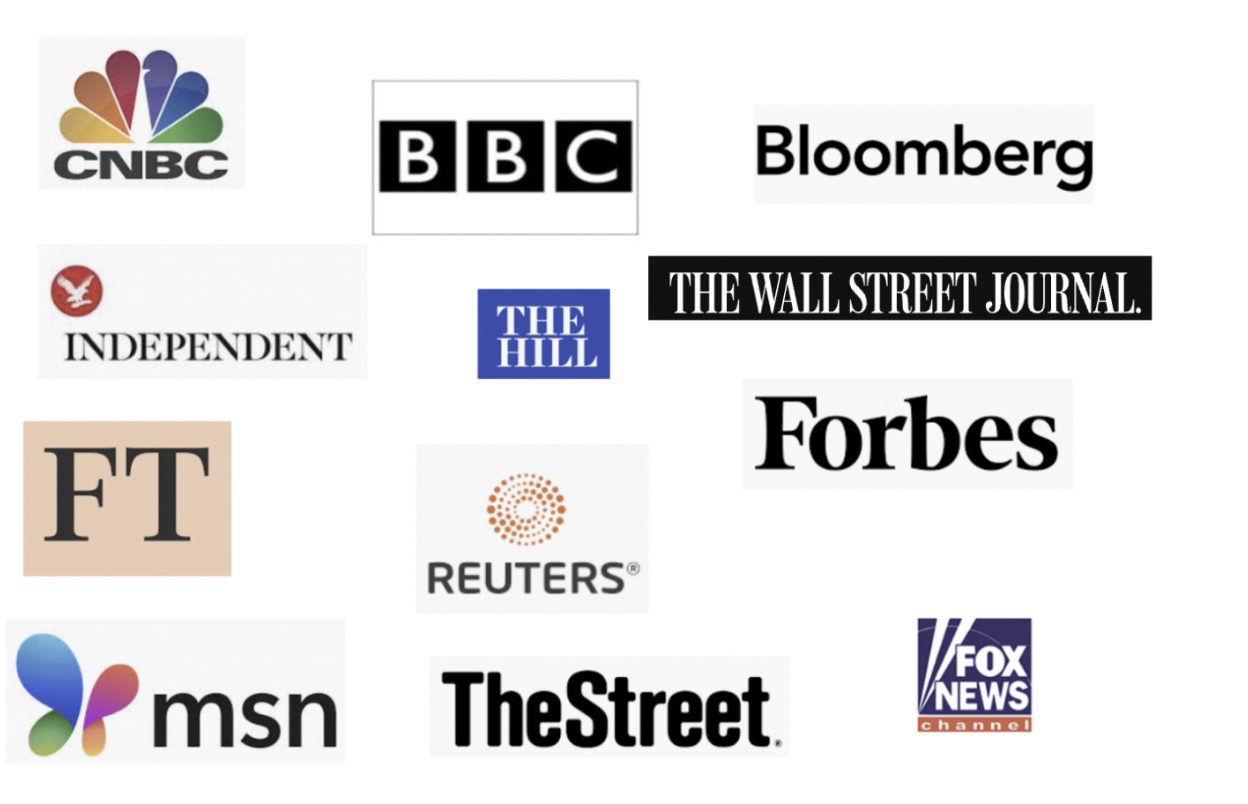 CNBC
BBC
Bloomberg
INDEPENDENT
THE
HILL
THE WALL STREET JOURNAL.
Forbes
FT
REUTERS®
msn
TheStreet®
FOX
NEWS
channel